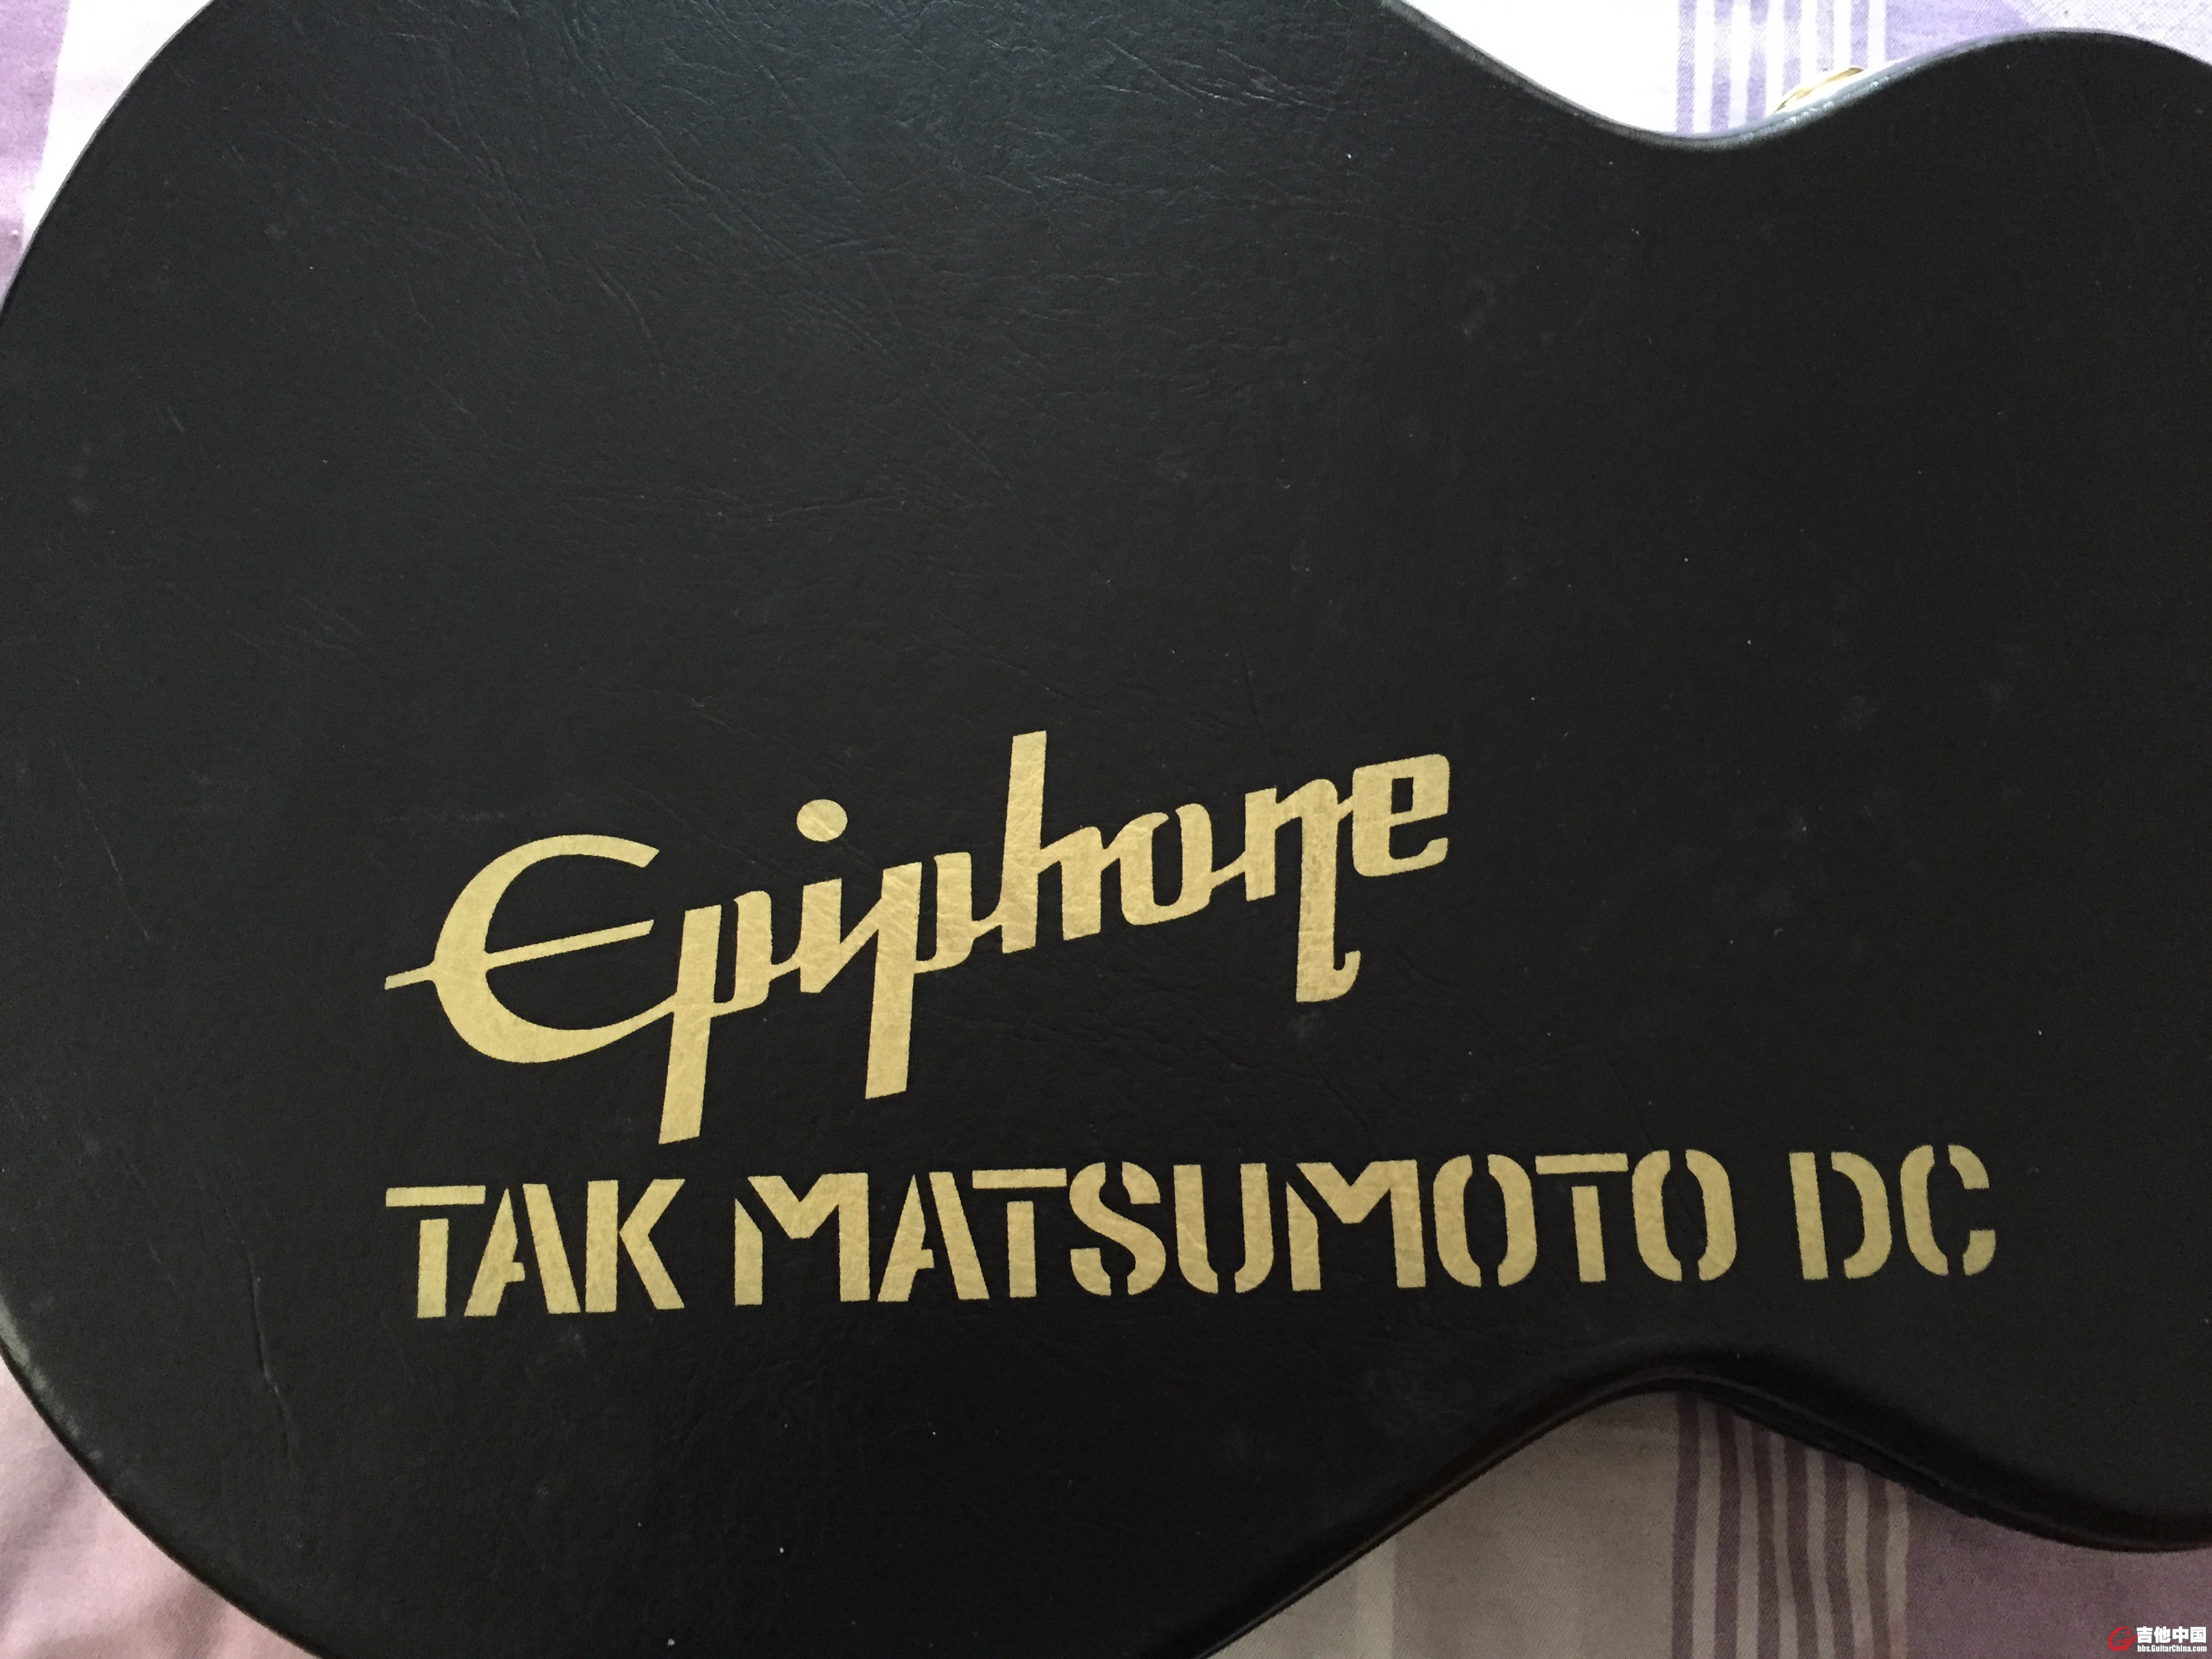 Epiphone
TAK MATSUMOTO DC
吉他中国
bbs.GuitarChina.com